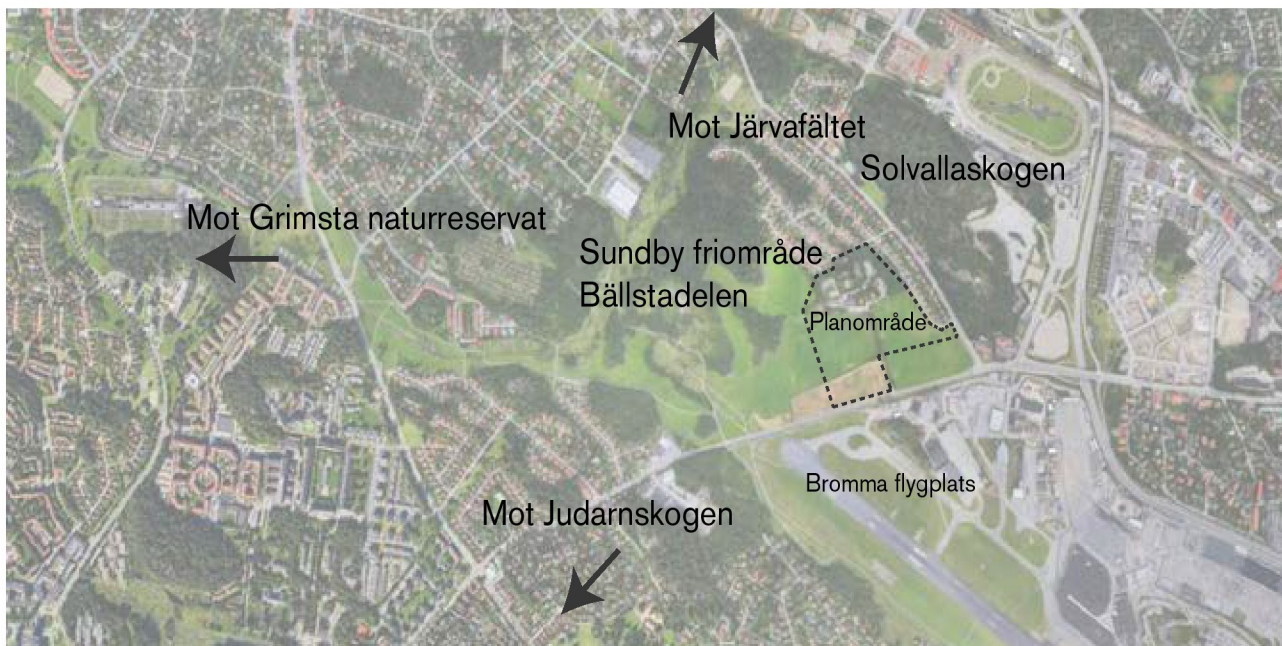 Mot Järvafältet
Solvallaskogen
Mot Grimsta naturreservat
Sundby friområde
Bällstadelen
Planområde
Bromma flygplats
Mot Judarnskogen